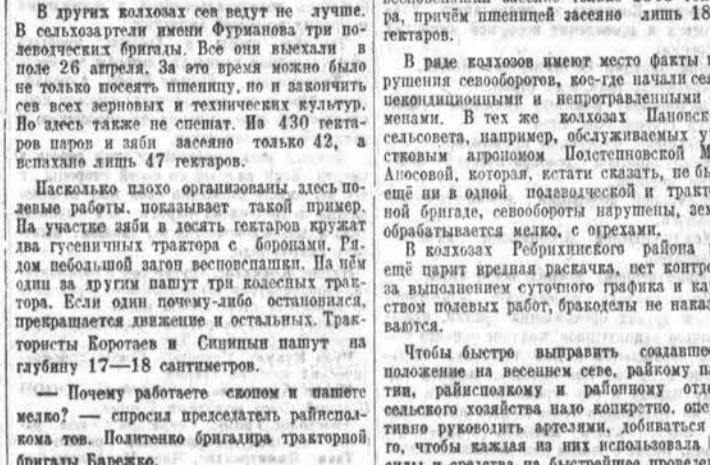 В других колхозах сев ведут не лучше.
В сельхозартели имени Фурманова три по-
леводческих бригады. Все они выехали в
поле 26 апреля. За это время можно было
не только посеять пшеницу, но и закончить
сев всех зерновых и технических культур.
Но здесь также не спешат. Из 430 гекта-
ров паров и зяби засеяно только 42, а
вспахано лишь 47 гектаров.
Насколько плохо организованы здесь по-
левые работы, показывает такой пример.
На участке зяби в десять гектаров кружат
два гусеничных трактора с боронами. Ря-
дом небольшой загон весновспашки. На нём
один за другим пашут три колесных трак-
тора. Если один почему-либо остановился,
прекращается движение и остальных. Трак-
тористы Коротаев и Синицын пашут на
глубину 17—18 сантиметров.
— Почему работаете скопом и пашете
мелко? — спросил председатель райиспол-
кома тов. Политенко бригадира тракторной
бригады Барежко.
ра, причём пшеницей засеяно лишь 18
гектаров.
В ряде колхозов имеют место факты н
рушения севооборотов, кое-где начали сея
некондиционными и непротравленными
менами. В тех же колхозах Пановск
сельсовета, например, обслуживаемых у
стковым агрономом Подстепновской М
Аносовой, которая, кстати сказать, не бы
ещё ни в одной полеводческой и тракт
ной бригаде, севообороты нарушены, зем
обрабатывается мелко, с огрехами.
В колхозах Ребрихинского района
ещё парит вредная раскачка, нет контр
за выполнением суточного графика и ка
ством полевых работ, бракоделы не наказ
ваются.
Чтобы быстро выправить создавшее
положение на весеннем севе, райкому па
тии, райисполкому и районному отд
сельского хозяйства надо конкретно, опе
тивно руководить артелями, добиваться
го, чтобы каждая из них использовала
силы и средства на быстрейшее проведе